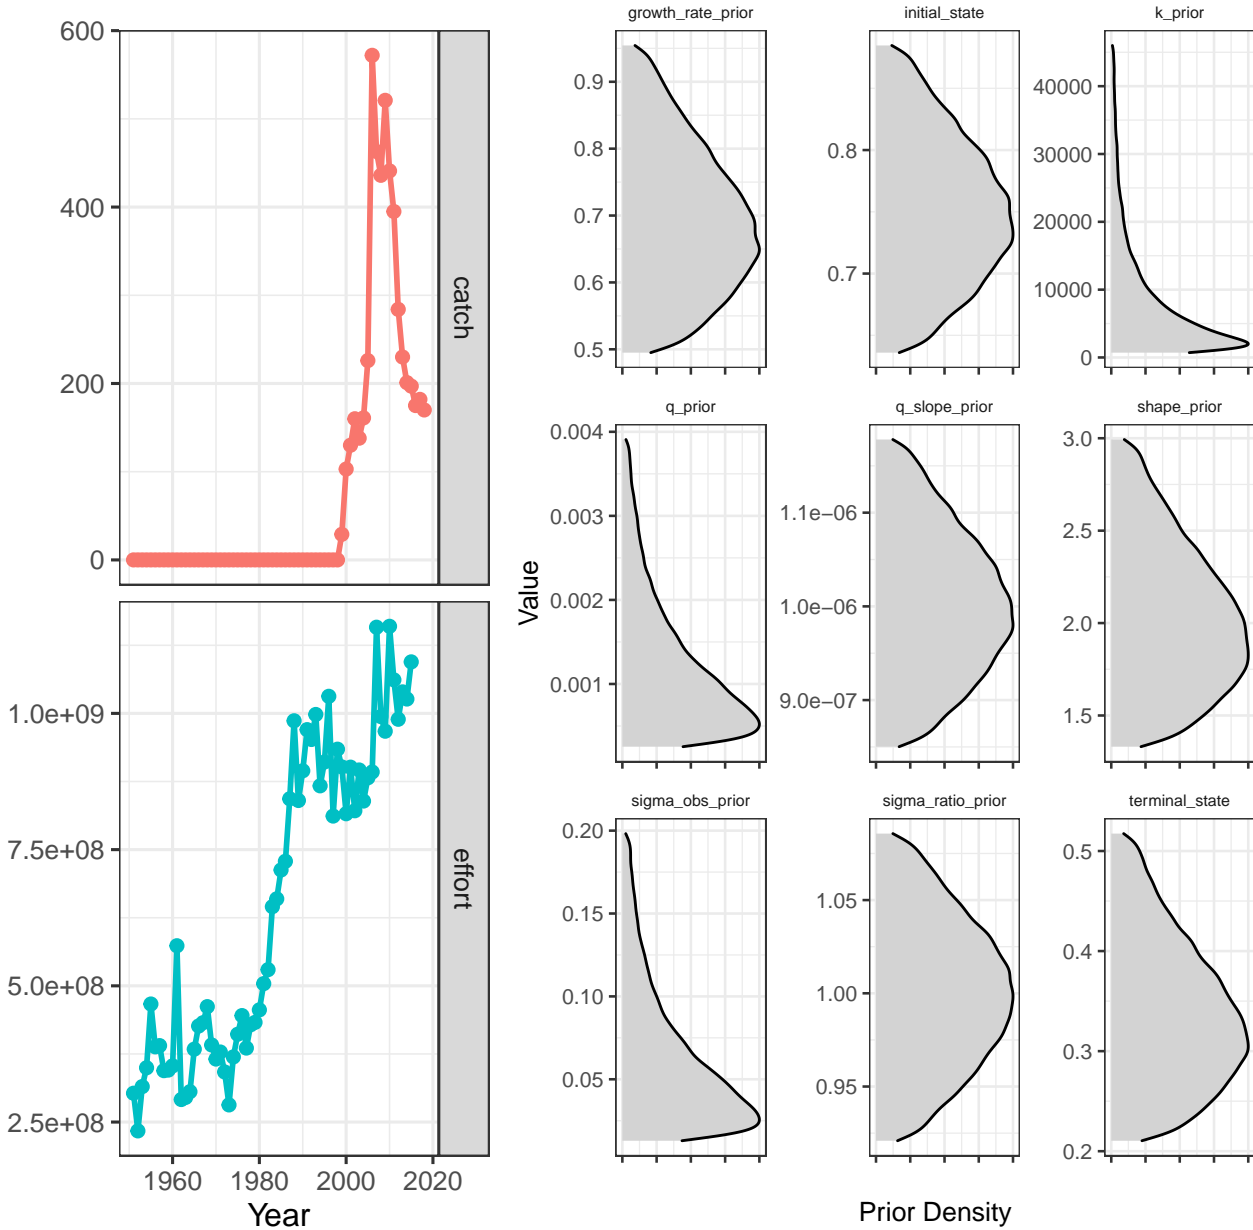 600
400
200
0
catch
1.0e+09
7.5e+08
5.0e+08
2.5e+08
effort
1960
1980
2000
2020
Year
Value
growth_rate_prior
0.9
0.8
0.7
0.6
0.5
initial_state
0.8
0.7
k_prior
40000
30000
20000
10000
0
q_prior
0.004
0.003
0.002
0.001
q_slope_prior
1.1e−06
1.0e−06
9.0e−07
shape_prior
3.0
2.5
2.0
1.5
sigma_obs_prior
0.20
0.15
0.10
0.05
sigma_ratio_prior
1.05
1.00
0.95
terminal_state
0.5
0.4
0.3
0.2
Prior Density